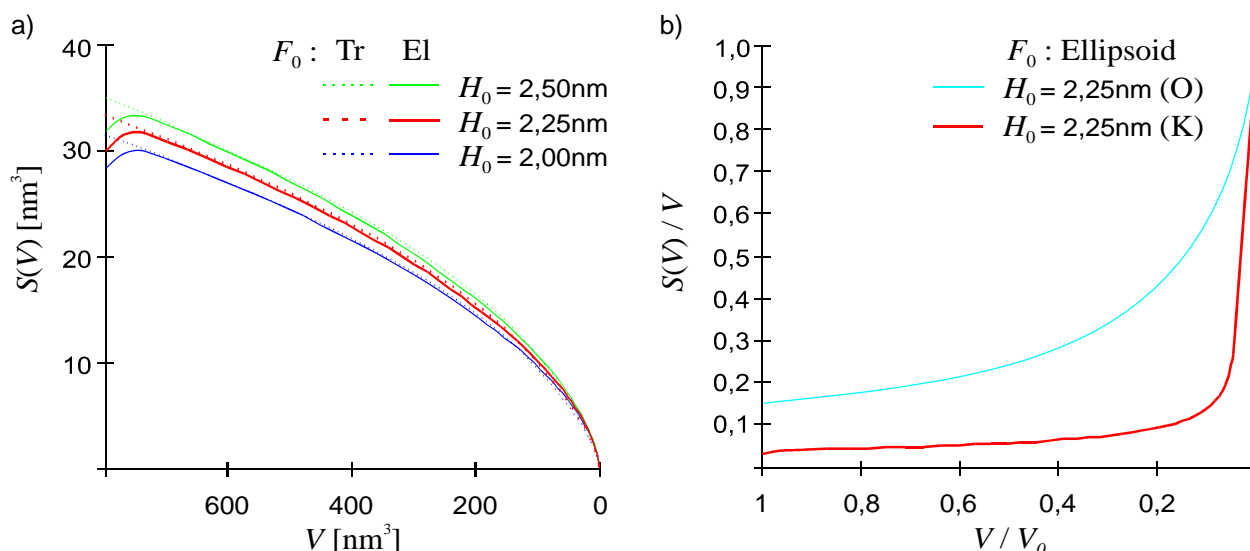 a)
F₀ : Tr El
H₀ = 2,50nm
H₀ = 2,25nm
H₀ = 2,00nm
40
30
20
10
S(V) [nm³]
600 400 200 0
V [nm³]
b)
F₀ : Ellipsoid
H₀ = 2,25nm (O)
H₀ = 2,25nm (K)
1,0
0,9
0,8
0,7
0,6
0,5
0,4
0,3
0,2
0,1
S(V) / V
1 0,8 0,6 0,4 0,2
V / V₀